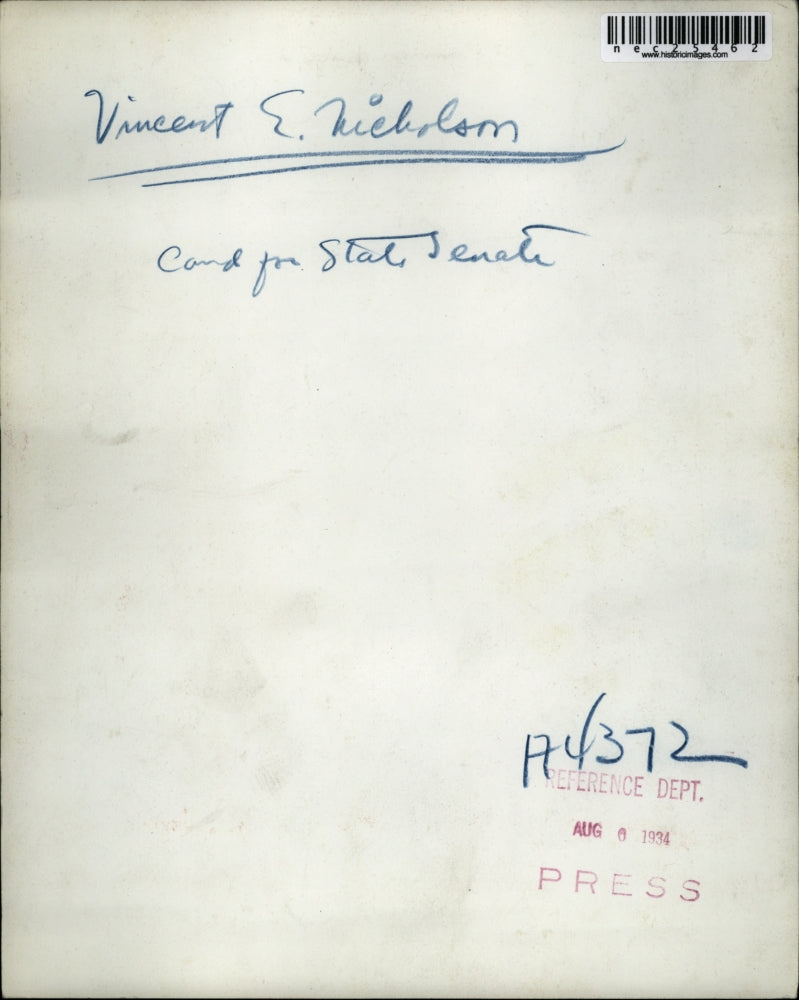 nec25462
www.historicimages.com
Vincent E. Nicholson
Cand for State Senate
A4372
REFERENCE DEPT.
AUG 6 1934
PRESS